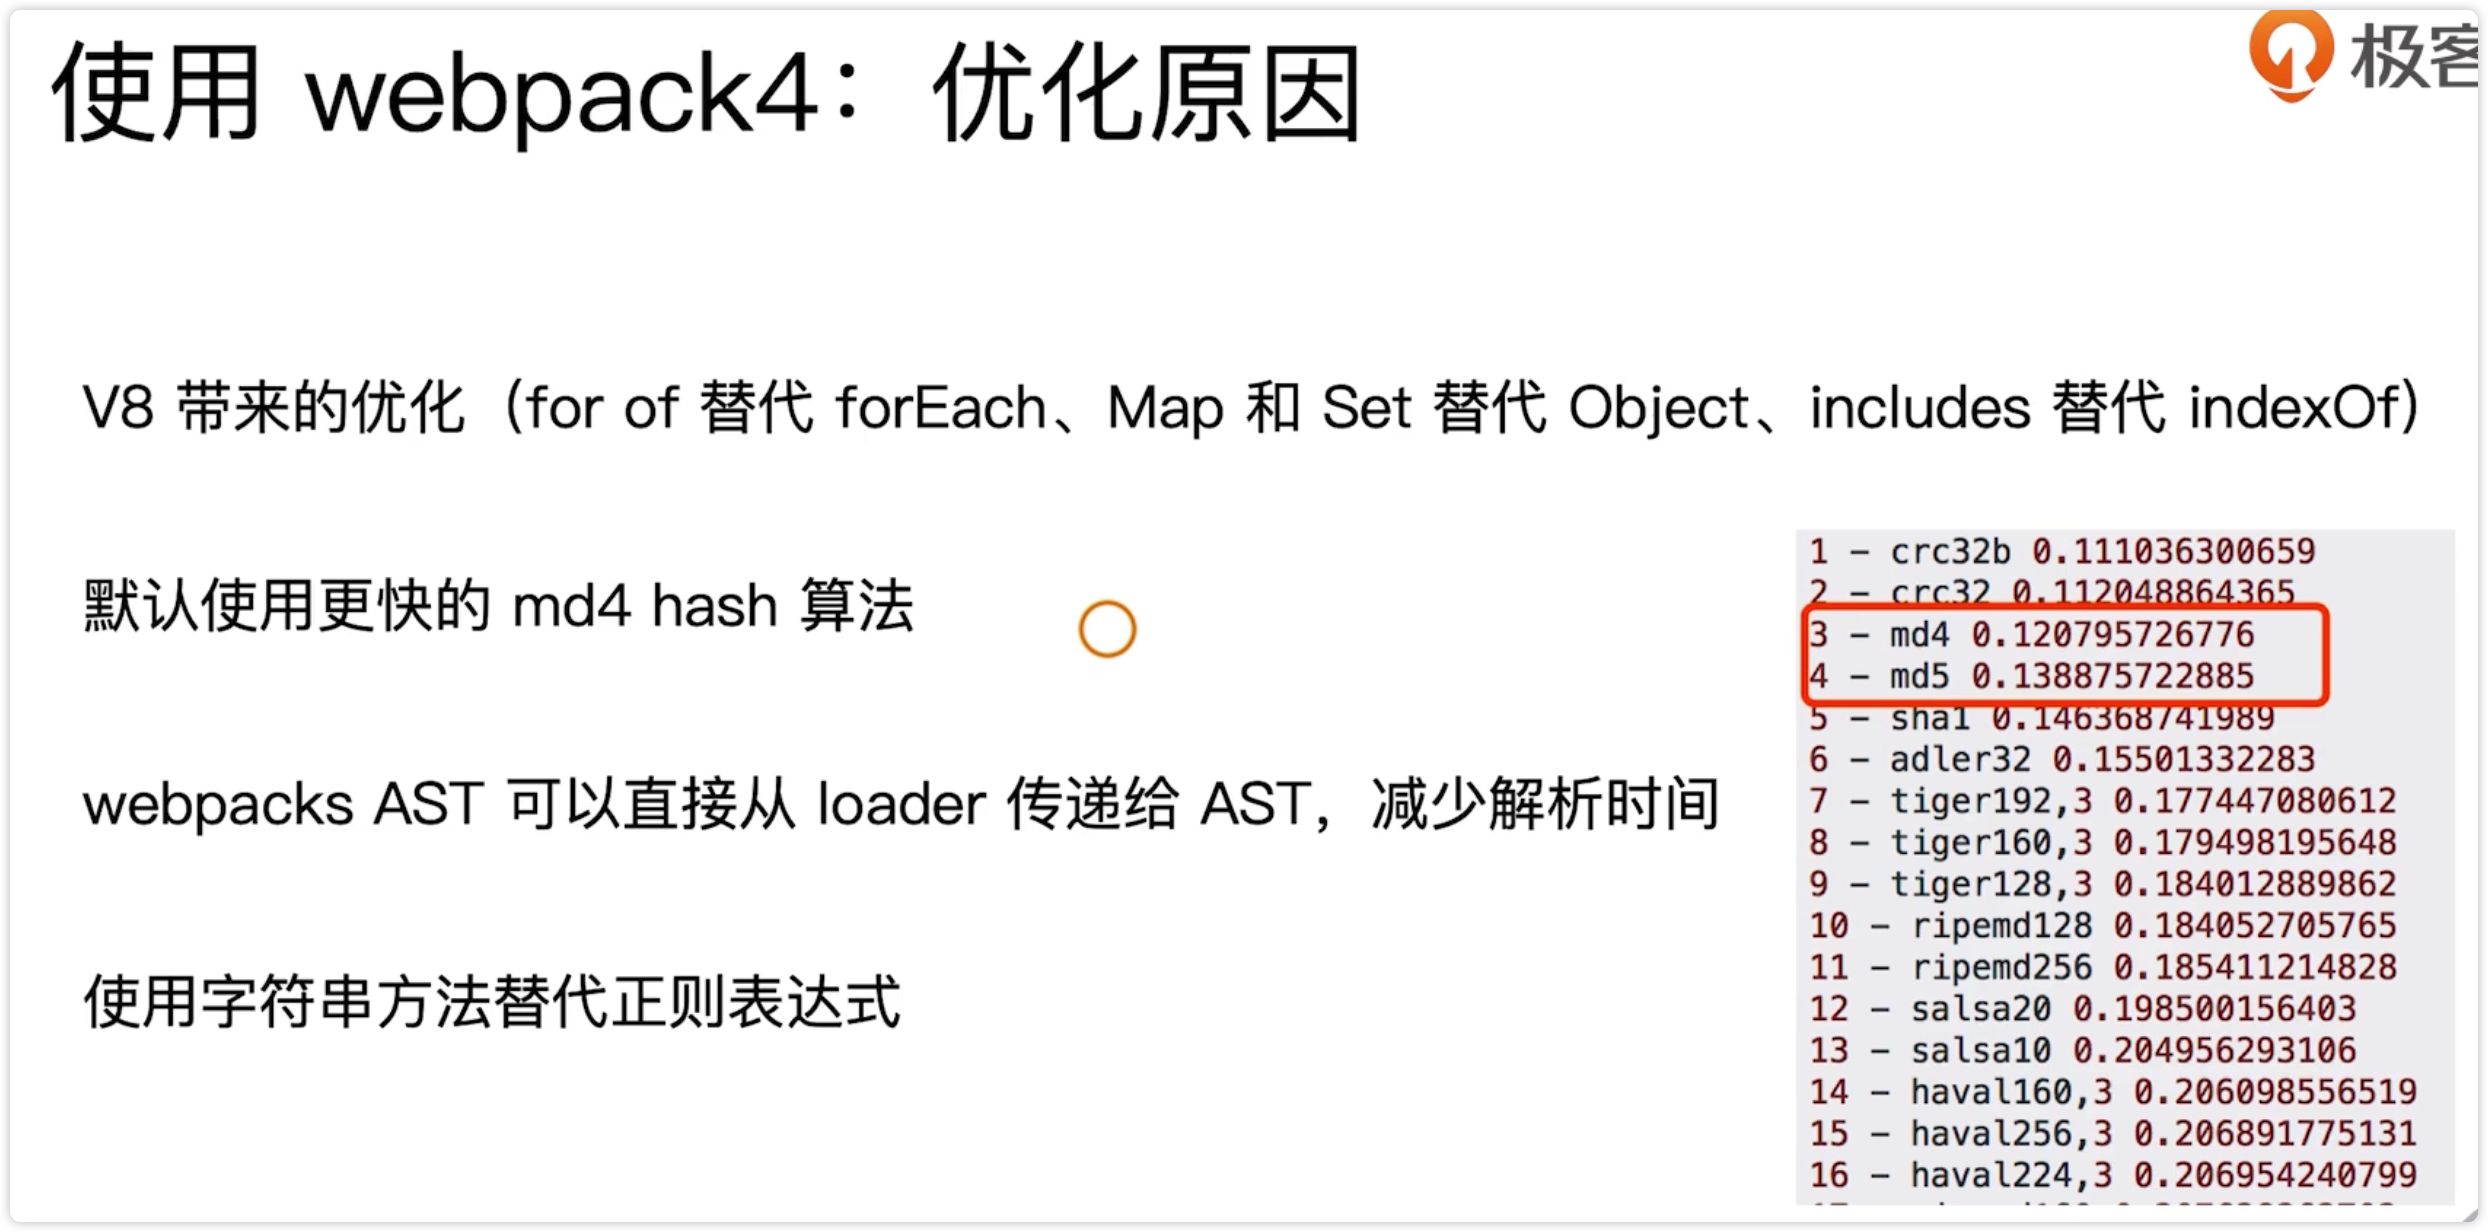 使用 webpack4：优化原因
极客
V8 带来的优化（for of 替代 forEach、Map 和 Set 替代 Object、includes 替代 indexOf）
默认使用更快的 md4 hash 算法
webpacks AST 可以直接从 loader 传递给 AST，减少解析时间
使用字符串方法替代正则表达式
1 - crc32b 0.111036300659
2 - crc32 0.112048864365
3 - md4 0.120795726776
4 - md5 0.138875722885
5 - sha1 0.146368741989
6 - adler32 0.15501332283
7 - tiger192,3 0.177447080612
8 - tiger160,3 0.179498195648
9 - tiger128,3 0.184012889862
10 - ripemd128 0.184052705765
11 - ripemd256 0.185411214828
12 - salsa20 0.198500156403
13 - salsa10 0.204956293106
14 - haval160,3 0.206098556519
15 - haval256,3 0.206891775131
16 - haval224,3 0.206954240799